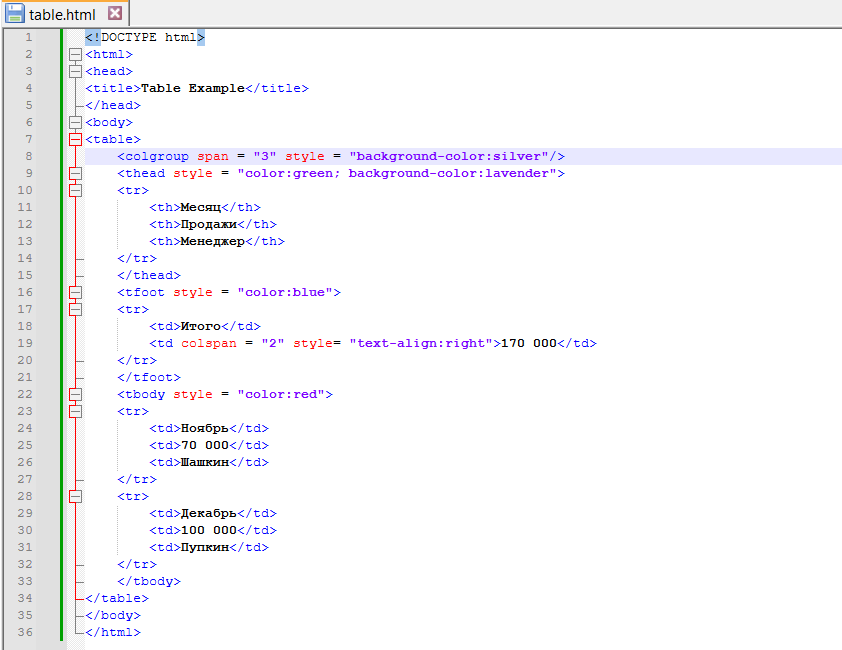 table.html
1 <!DOCTYPE html>
2 <html>
3 <head>
4 <title>Table Example</title>
5 </head>
6 <body>
7 <table>
8 <colgroup span = "3" style = "background-color:silver"/>
9 <thead style = "color:green; background-color:lavender">
10 <tr>
11 <th>Месяц</th>
12 <th>Продажи</th>
13 <th>Менеджер</th>
14 </tr>
15 </thead>
16 <tfoot style = "color:blue">
17 <tr>
18 <td>Итого</td>
19 <td colspan = "2" style= "text-align:right">170 000</td>
20 </tr>
21 </tfoot>
22 <tbody style = "color:red">
23 <tr>
24 <td>Ноябрь</td>
25 <td>70 000</td>
26 <td>Шашкин</td>
27 </tr>
28 <tr>
29 <td>Декабрь</td>
30 <td>100 000</td>
31 <td>Пупкин</td>
32 </tr>
33 </tbody>
34 </table>
35 </body>
36 </html>